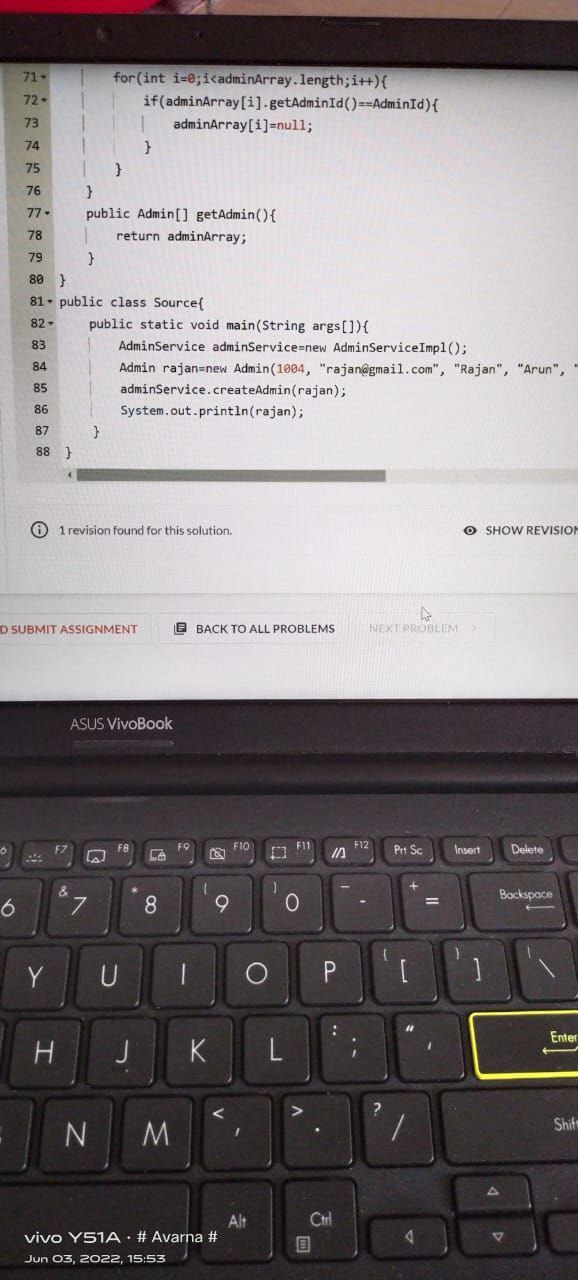 71 for(int i=0;i<adminArray.length;i++){
72 if(adminArray[i].getAdminId()==AdminId){
73 adminArray[i]=null;
74 }
75 }
76 }
77 public Admin[] getAdmin(){
78 return adminArray;
79 }
80 }
81 public class Source{
82 public static void main(String args[]){
83 AdminService adminService=new AdminServiceImpl();
84 Admin rajan=new Admin(1004, "rajan@gmail.com", "Rajan", "Arun", "
85 adminService.createAdmin(rajan);
86 System.out.println(rajan);
87 }
88 }
1 revision found for this solution. SHOW REVISION
D SUBMIT ASSIGNMENT BACK TO ALL PROBLEMS NEXT PROBLEM >
ASUS VivoBook
6 F7 F8 F9 F10 F11 F12 Prt Sc Insert Delete
6 & 7 * 8 ( 9 ) 0 _ - + = Backspace
Y U I O P { [ } ] | \
H J K L : ; " ' Enter
N M < , > . ? / Shift
Alt Ctrl
vivo Y51A · # Avarna #
Jun 03, 2022, 15:53